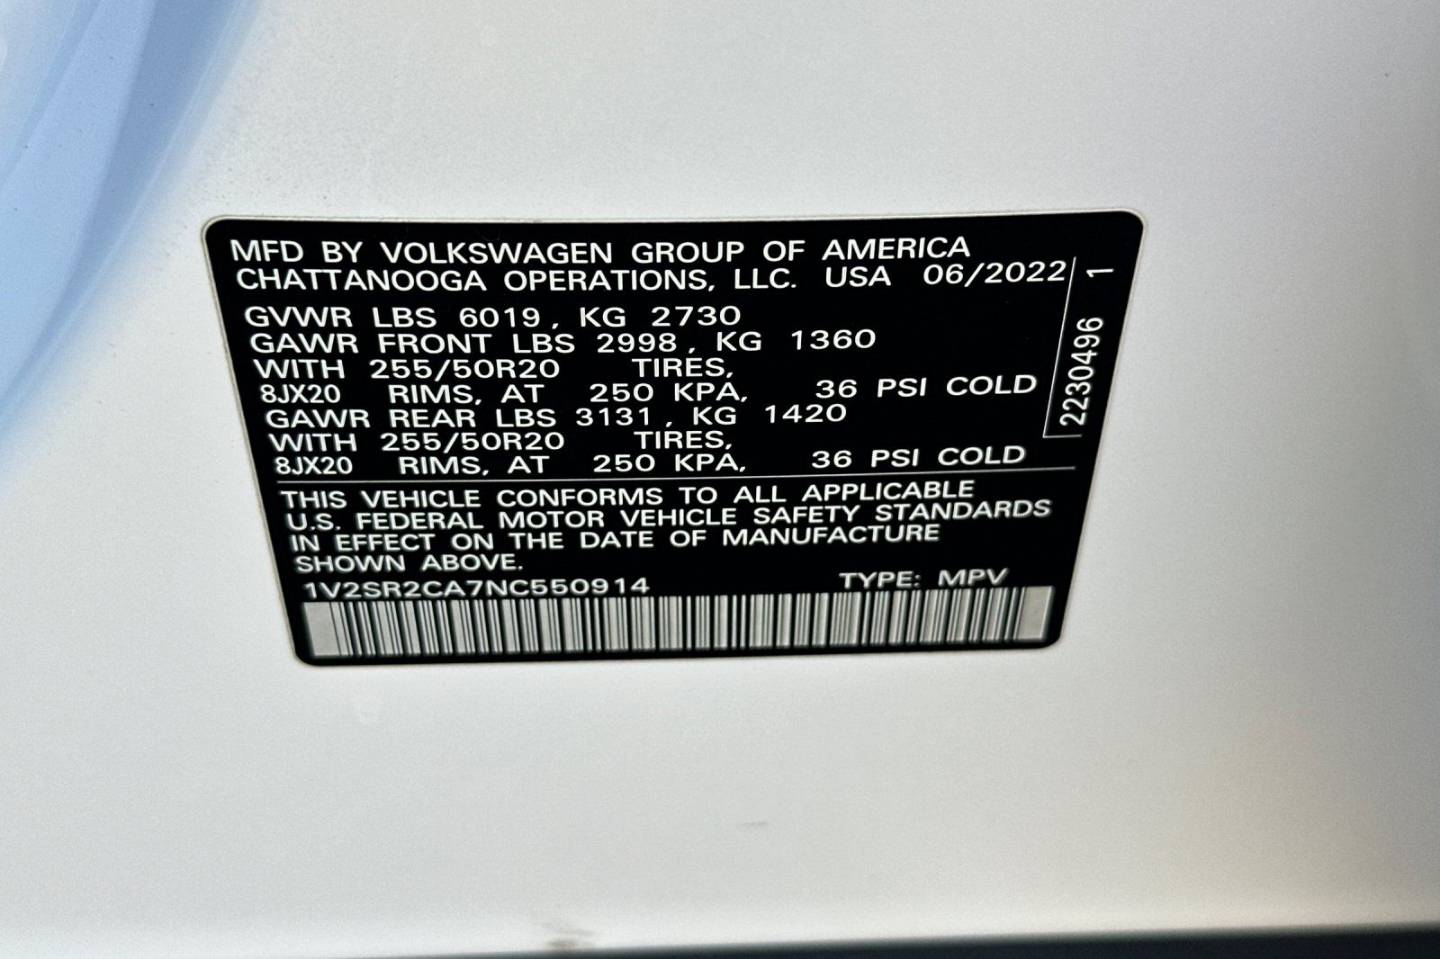 MFD BY VOLKSWAGEN GROUP OF AMERICA
CHATTANOOGA OPERATIONS, LLC. USA 06/2022
GVWR LBS 6019, KG 2730
GAWR FRONT LBS 2998, KG 1360
WITH 255/50R20 TIRES,
8JX20 RIMS, AT 250 KPA, 36 PSI COLD
GAWR REAR LBS 3131, KG 1420
WITH 255/50R20 TIRES,
8JX20 RIMS, AT 250 KPA, 36 PSI COLD
THIS VEHICLE CONFORMS TO ALL APPLICABLE
U.S. FEDERAL MOTOR VEHICLE SAFETY STANDARDS
IN EFFECT ON THE DATE OF MANUFACTURE
SHOWN ABOVE.
1V2SR2CA7NC550914 TYPE: MPV
2230496 1